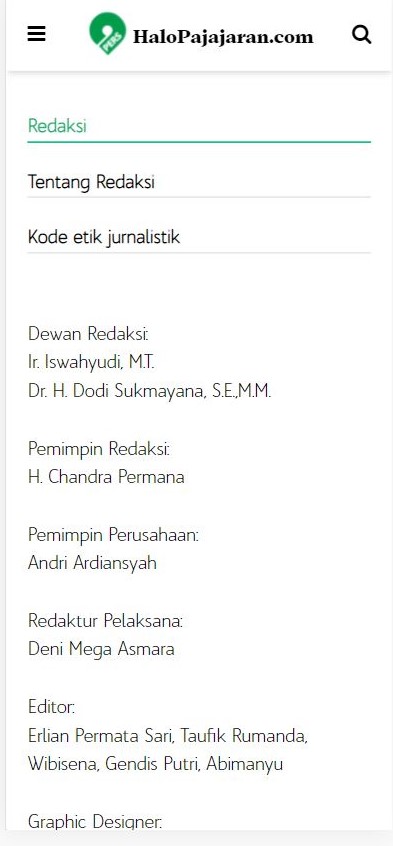 PERS
HaloPajajaran.com
Redaksi
Tentang Redaksi
Kode etik jurnalistik
Dewan Redaksi:
Ir. Iswahyudi, M.T.
Dr. H. Dodi Sukmayana, S.E.,M.M.
Pemimpin Redaksi:
H. Chandra Permana
Pemimpin Perusahaan:
Andri Ardiansyah
Redaktur Pelaksana:
Deni Mega Asmara
Editor:
Erlian Permata Sari, Taufik Rumanda,
Wibisena, Gendis Putri, Abimanyu
Graphic Designer: